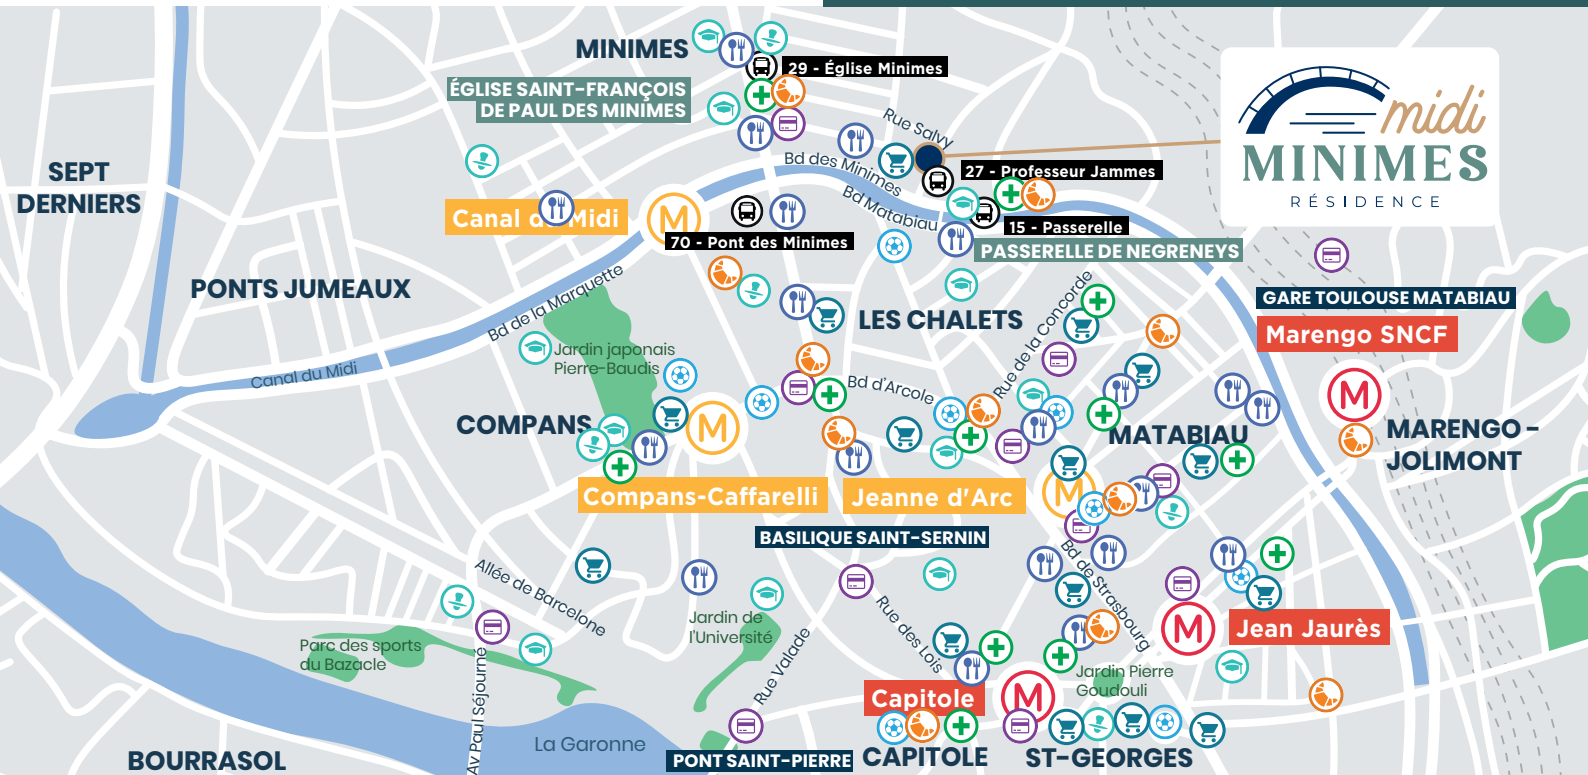 MINIMES
29 - Église Minimes
ÉGLISE SAINT-FRANÇOIS
DE PAUL DES MINIMES
Rue Salvy
midi
MINIMES
RÉSIDENCE
SEPT
DERNIERS
Bd des Minimes
27 - Professeur Jammes
Bd Matabiau
Canal du Midi
M
15 - Passerelle
70 - Pont des Minimes
PASSERELLE DE NEGRENEYS
PONTS JUMEAUX
Bd de la Marquette
GARE TOULOUSE MATABIAU
LES CHALETS
Marengo SNCF
Rue de la Concorde
Jardin japonais
Pierre-Baudis
Canal du Midi
Bd d'Arcole
M
COMPANS
M
MATABIAU
MARENGO -
JOLIMONT
Compans-Caffarelli
Jeanne d'Arc
M
BASILIQUE SAINT-SERNIN
Bd de Strasbourg
Allée de Barcelone
Jardin de
l'Université
Rue des Lois
M
Jean Jaurès
Parc des sports
du Bazacle
Rue Valade
Av Paul Séjourné
Jardin Pierre
Goudouli
Capitole
M
La Garonne
BOURRASOL
PONT SAINT-PIERRE
CAPITOLE
ST-GEORGES